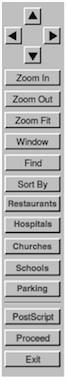 Zoom In
Zoom Out
Zoom Fit
Window
Find
Sort By
Restaurants
Hospitals
Churches
Schools
Parking
PostScript
Proceed
Exit